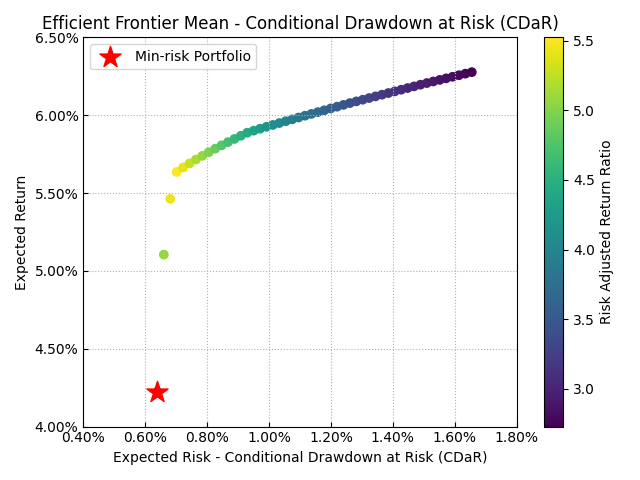 Efficient Frontier Mean - Conditional Drawdown at Risk (CDaR)
Min-risk Portfolio
6.50%
6.00%
5.50%
5.00%
4.50%
4.00%
Expected Return
0.40% 0.60% 0.80% 1.00% 1.20% 1.40% 1.60% 1.80%
Expected Risk - Conditional Drawdown at Risk (CDaR)
5.5
5.0
4.5
4.0
3.5
3.0
Risk Adjusted Return Ratio